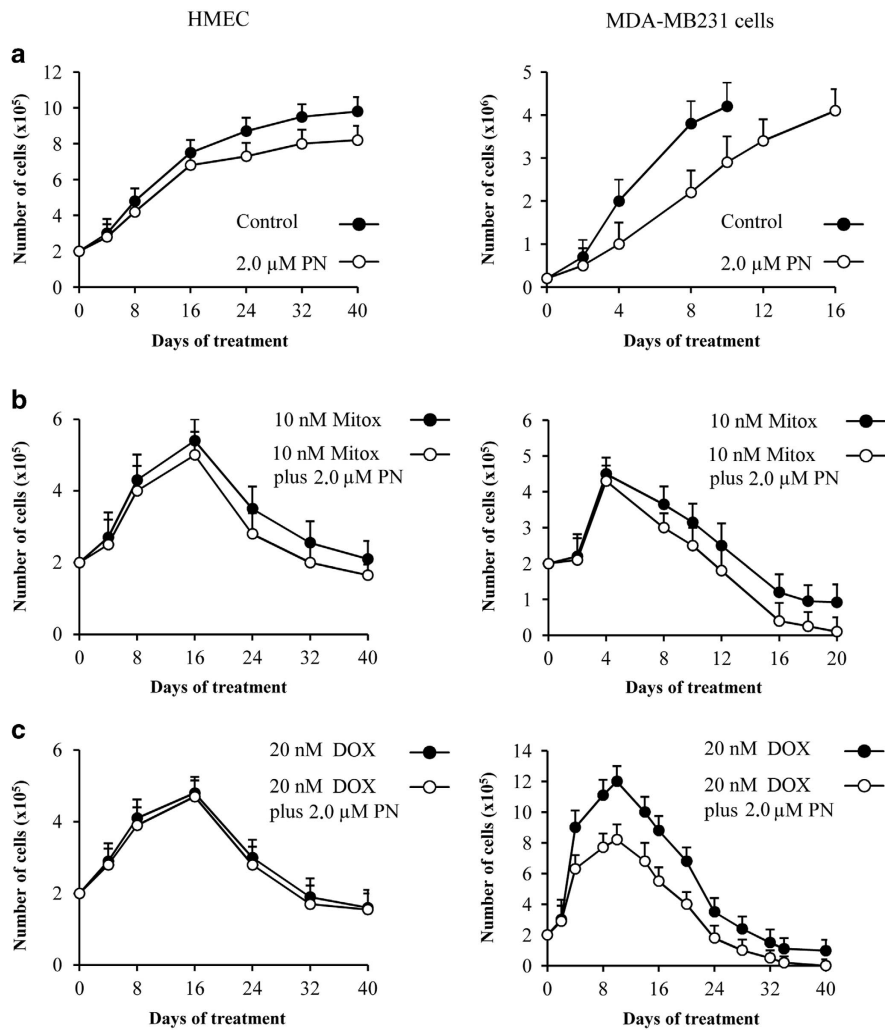 HMEC
MDA-MB231 cells
a
Number of cells (x10⁵)
12
10
8
6
4
2
0
Control
2.0 µM PN
0 8 16 24 32 40
Days of treatment
Number of cells (x10⁶)
5
4
3
2
1
0
Control
2.0 µM PN
0 4 8 12 16
Days of treatment
b
Number of cells (x10⁵)
6
4
2
0
10 nM Mitox
10 nM Mitox
plus 2.0 µM PN
0 8 16 24 32 40
Days of treatment
Number of cells (x10⁵)
6
5
4
3
2
1
0
10 nM Mitox
10 nM Mitox
plus 2.0 µM PN
0 4 8 12 16 20
Days of treatment
c
Number of cells (x10⁵)
6
4
2
0
20 nM DOX
20 nM DOX
plus 2.0 µM PN
0 8 16 24 32 40
Days of treatment
Number of cells (x10⁵)
14
12
10
8
6
4
2
0
20 nM DOX
20 nM DOX
plus 2.0 µM PN
0 8 16 24 32 40
Days of treatment